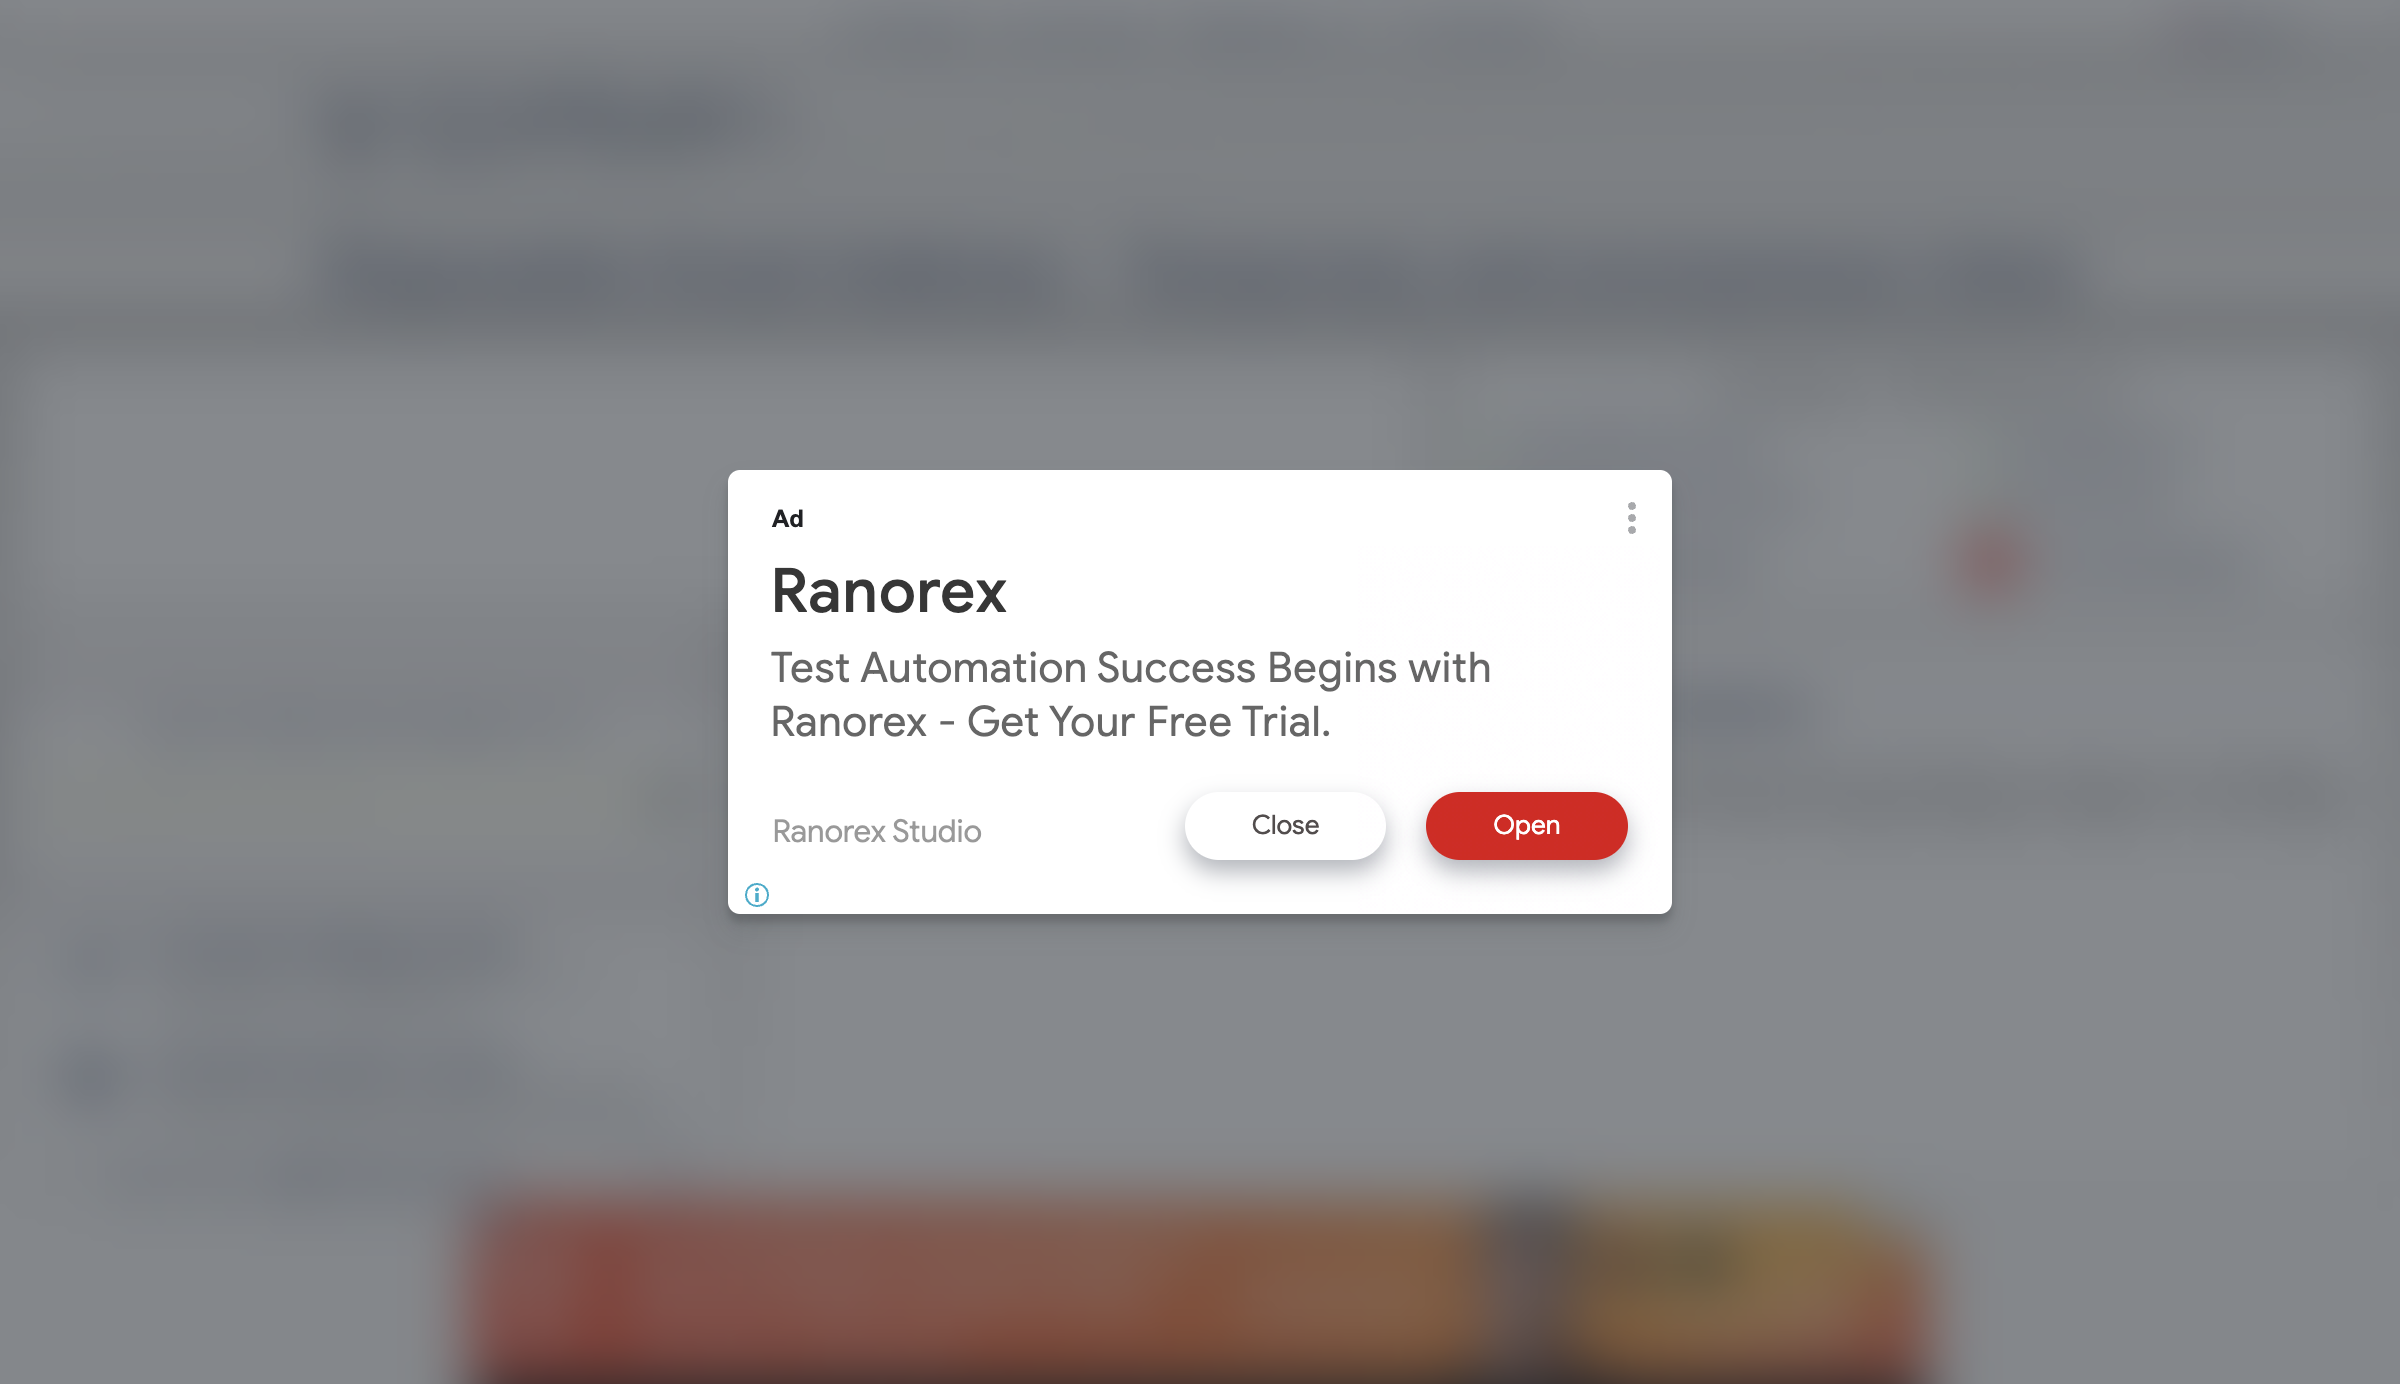 Ad
Ranorex
Test Automation Success Begins with
Ranorex - Get Your Free Trial.
Ranorex Studio
Close
Open